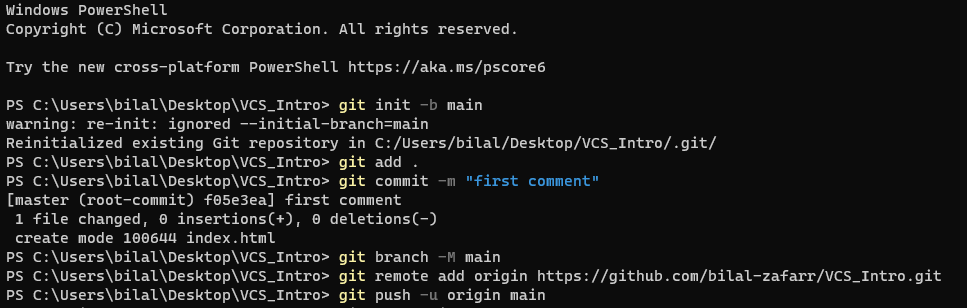 Windows PowerShell
Copyright (C) Microsoft Corporation. All rights reserved.
Try the new cross-platform PowerShell https://aka.ms/pscore6
PS C:\Users\bilal\Desktop\VCS_Intro> git init -b main
warning: re-init: ignored --initial-branch=main
Reinitialized existing Git repository in C:/Users/bilal/Desktop/VCS_Intro/.git/
PS C:\Users\bilal\Desktop\VCS_Intro> git add .
PS C:\Users\bilal\Desktop\VCS_Intro> git commit -m "first comment"
[master (root-commit) f05e3ea] first comment
 1 file changed, 0 insertions(+), 0 deletions(-)
 create mode 100644 index.html
PS C:\Users\bilal\Desktop\VCS_Intro> git branch -M main
PS C:\Users\bilal\Desktop\VCS_Intro> git remote add origin https://github.com/bilal-zafarr/VCS_Intro.git
PS C:\Users\bilal\Desktop\VCS_Intro> git push -u origin main